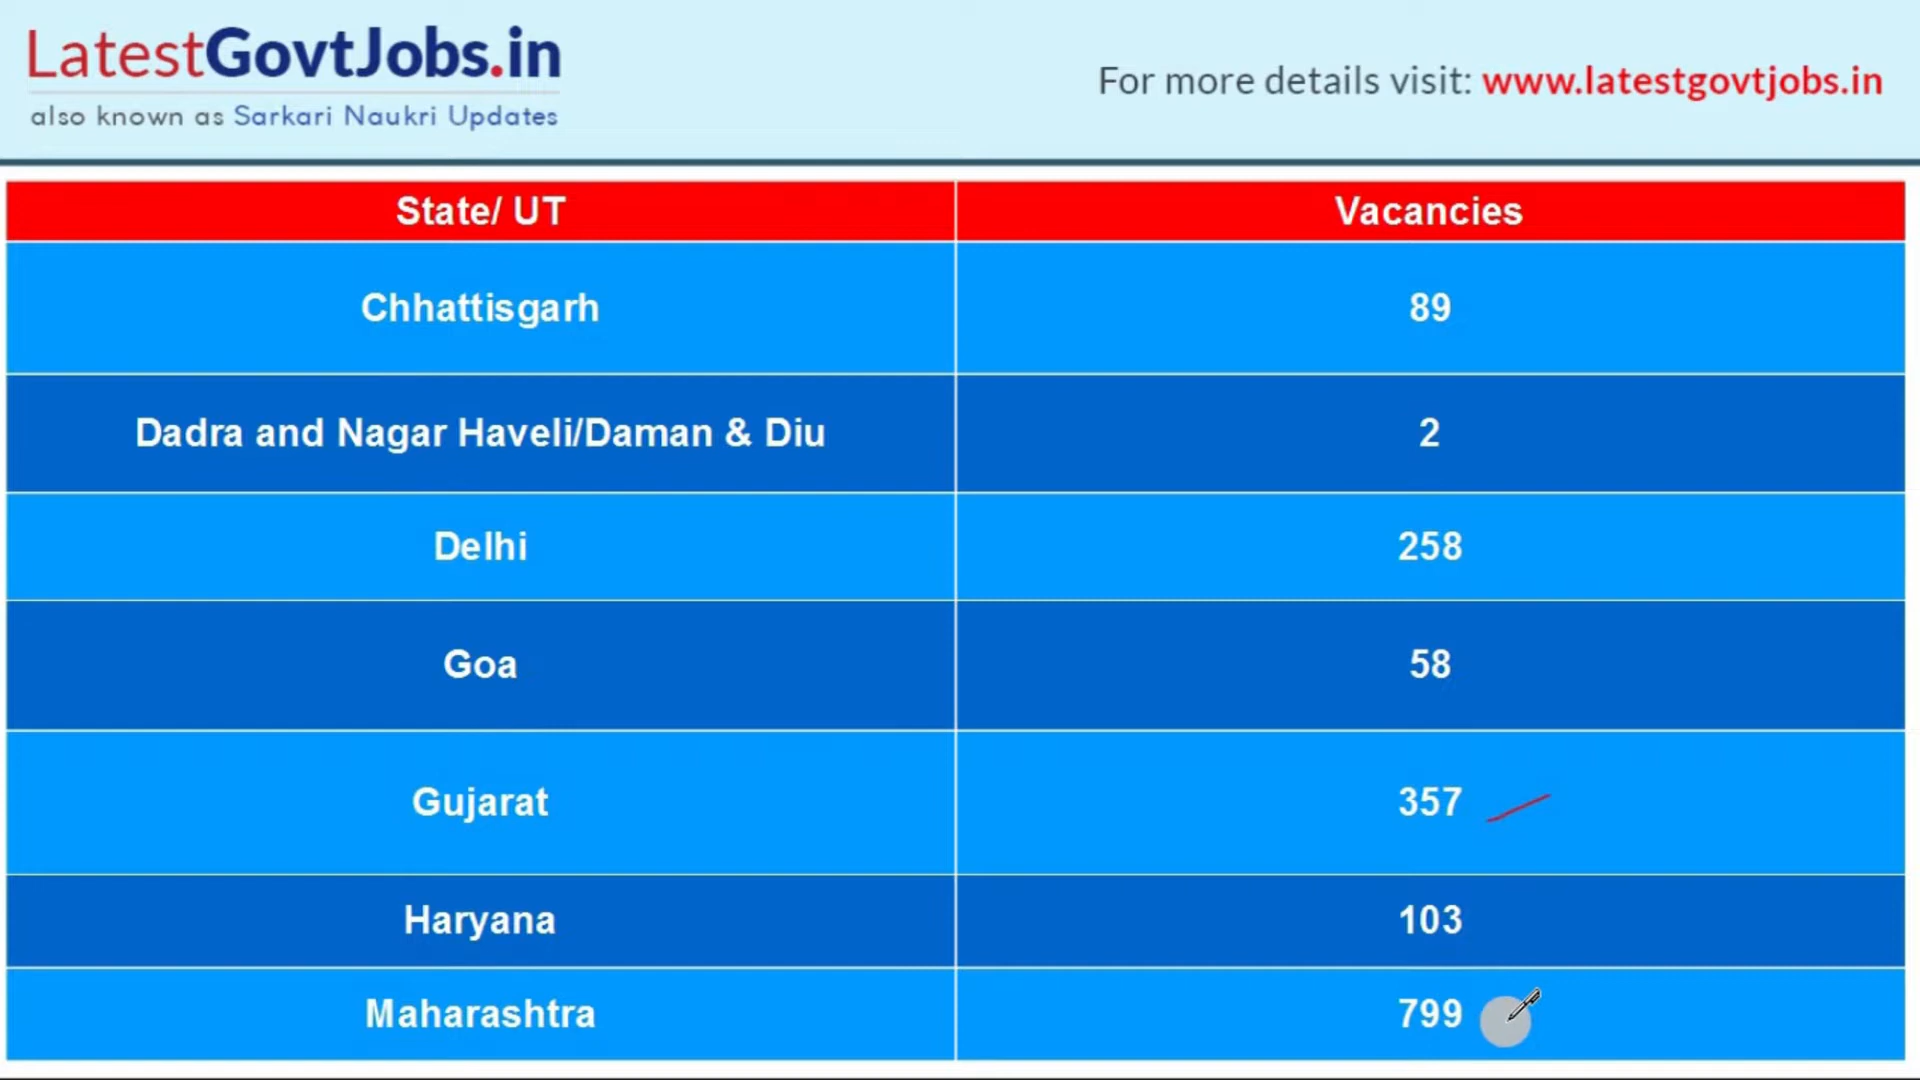 LatestGovtJobs.in
also known as Sarkari Naukri Updates
For more details visit: www.latestgovtjobs.in
State/ UT Vacancies
Chhattisgarh 89
Dadra and Nagar Haveli/Daman & Diu 2
Delhi 258
Goa 58
Gujarat 357
Haryana 103
Maharashtra 799